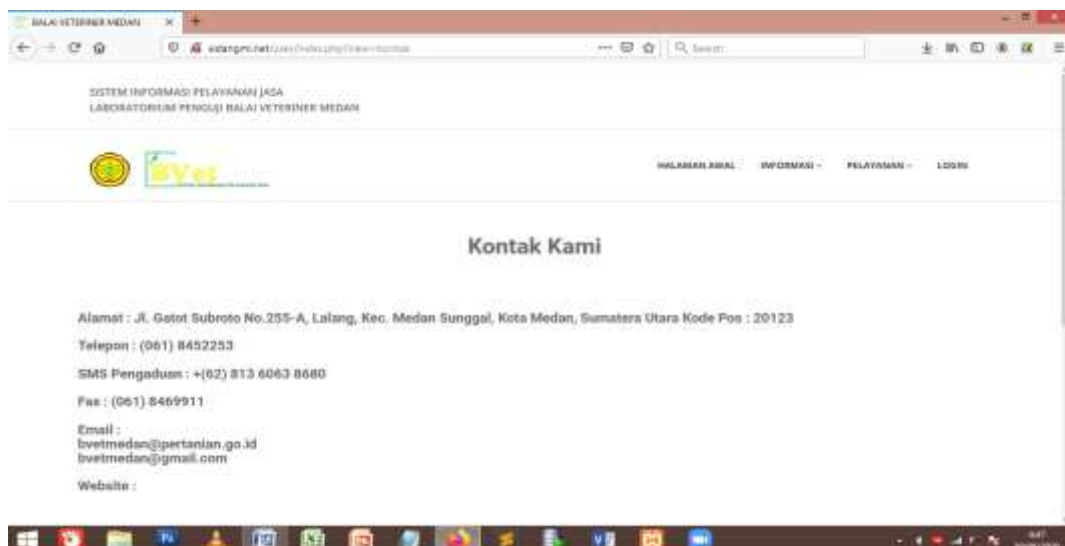 BALAI VETERINER MEDAN
Search
SISTEM INFORMASI PELAYANAN JASA
LABORATORIUM PENGUJI BALAI VETERINER MEDAN
BVet
HALAMAN AWAL INFORMASI PELAYANAN LOGIN
Kontak Kami
Alamat : Jl. Gatot Subroto No.255-A, Lalang, Kec. Medan Sunggal, Kota Medan, Sumatera Utara Kode Pos : 20123
Telepon : (061) 8452253
SMS Pengaduan : +(62) 813 6063 8680
Fax : (061) 8469911
Email :
bvetmedan@pertanian.go.id
bvetmedan@gmail.com
Website :